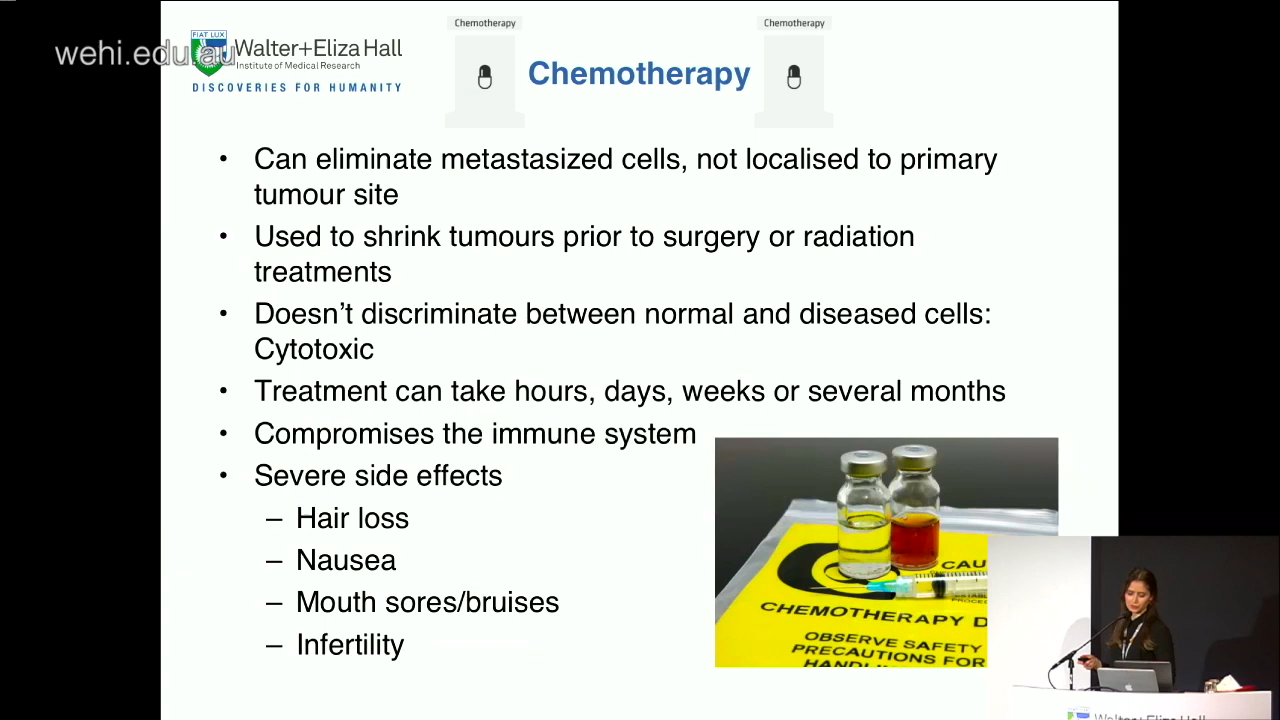 wehi.edu.au
FIAT LUX
Walter+Eliza Hall
Institute of Medical Research
DISCOVERIES FOR HUMANITY
Chemotherapy
Chemotherapy
Chemotherapy
• Can eliminate metastasized cells, not localised to primary
tumour site
• Used to shrink tumours prior to surgery or radiation
treatments
• Doesn’t discriminate between normal and diseased cells:
Cytotoxic
• Treatment can take hours, days, weeks or several months
• Compromises the immune system
• Severe side effects
– Hair loss
– Nausea
– Mouth sores/bruises
– Infertility
CAU
CHEMOTHERAPY D
OBSERVE SAFETY
PRECAUTIONS FOR
Walter+Eliza Hall